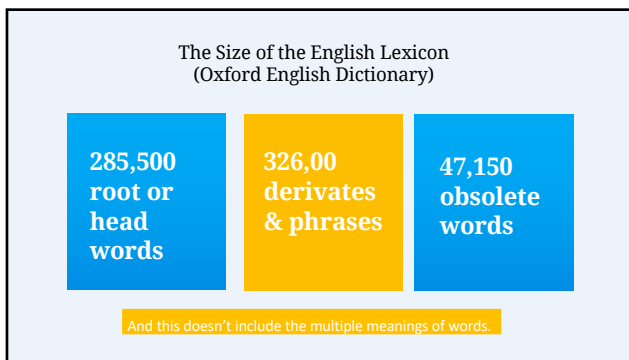 The Size of the English Lexicon
(Oxford English Dictionary)
285,500
root or
head
words
326,00
derivates
& phrases
47,150
obsolete
words
And this doesn't include the multiple meanings of words.